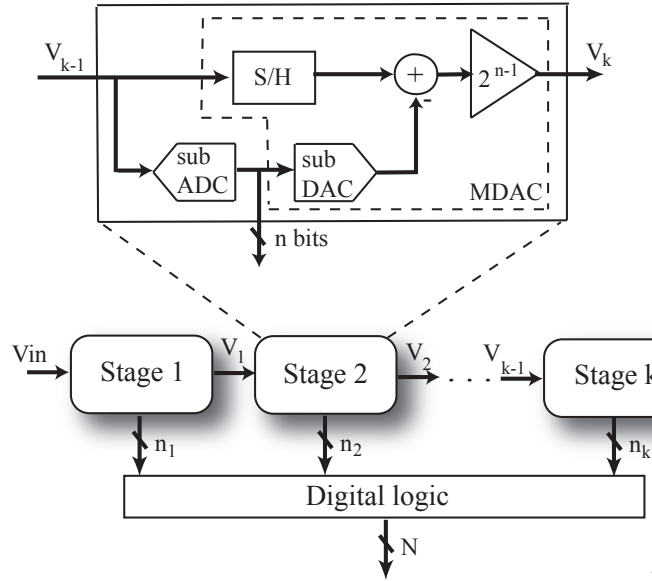 V_{k-1}
S/H
+
-
2^{n-1}
V_k
sub
ADC
sub
DAC
MDAC
n bits
Vin
Stage 1
V_1
Stage 2
V_2
. . .
V_{k-1}
Stage k
n_1
n_2
n_k
Digital logic
N